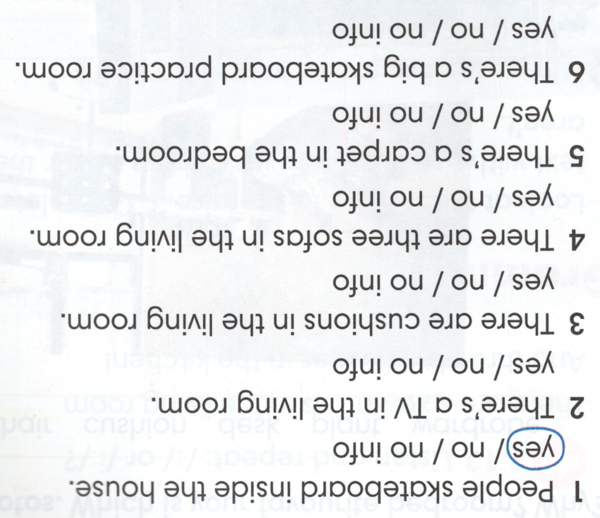 1 People skateboard inside the house.
yes / no / no info
2 There's a TV in the living room.
yes / no / no info
3 There are cushions in the living room.
yes / no / no info
4 There are three sofas in the living room.
yes / no / no info
5 There's a carpet in the bedroom.
yes / no / no info
6 There's a big skateboard practice room.
yes / no / no info